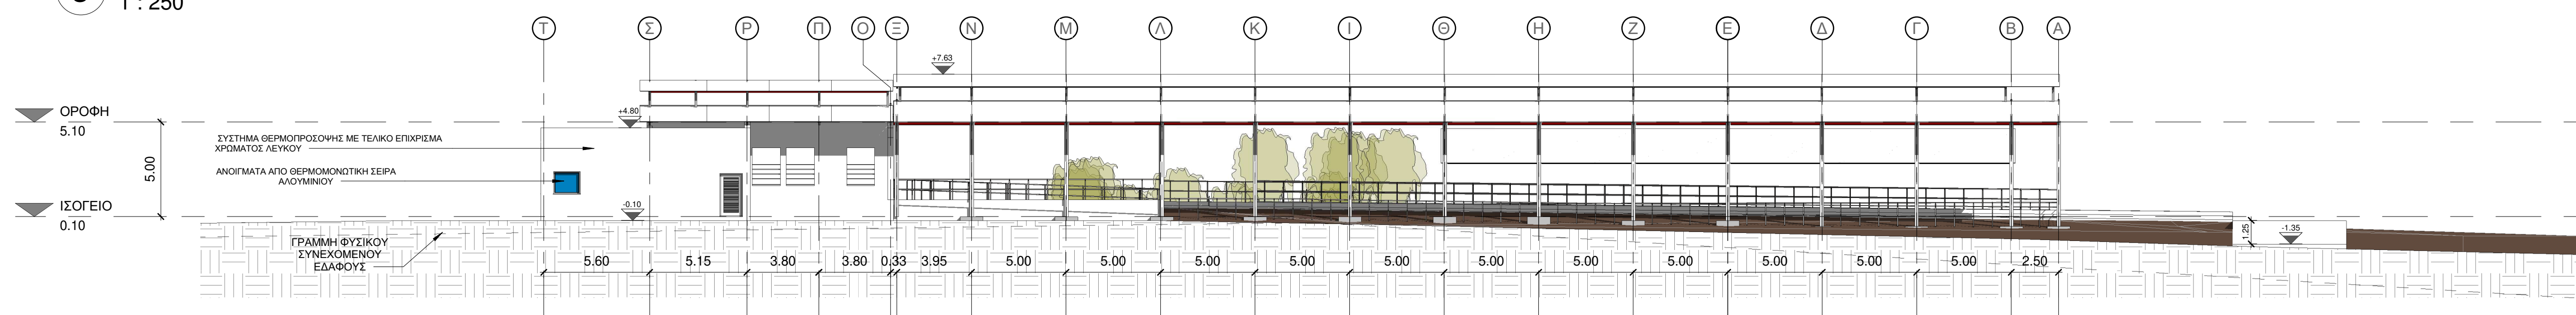 1 : 250
Τ Σ Ρ Π Ο Ξ Ν Μ Λ Κ Ι Θ Η Ζ Ε Δ Γ Β Α
+7.63
ΟΡΟΦΗ
5.10
+4.80
ΣΥΣΤΗΜΑ ΘΕΡΜΟΠΡΟΣΟΨΗΣ ΜΕ ΤΕΛΙΚΟ ΕΠΙΧΡΙΣΜΑ
ΧΡΩΜΑΤΟΣ ΛΕΥΚΟΥ
5.00
ΑΝΟΙΓΜΑΤΑ ΑΠΟ ΘΕΡΜΟΜΟΝΩΤΙΚΗ ΣΕΙΡΑ
ΑΛΟΥΜΙΝΙΟΥ
ΙΣΟΓΕΙΟ
0.10
-0.10
1.25
-1.35
ΓΡΑΜΜΗ ΦΥΣΙΚΟΥ
ΣΥΝΕΧΟΜΕΝΟΥ
ΕΔΑΦΟΥΣ
5.60 5.15 3.80 3.80 0.33 3.95 5.00 5.00 5.00 5.00 5.00 5.00 5.00 5.00 5.00 5.00 5.00 2.50